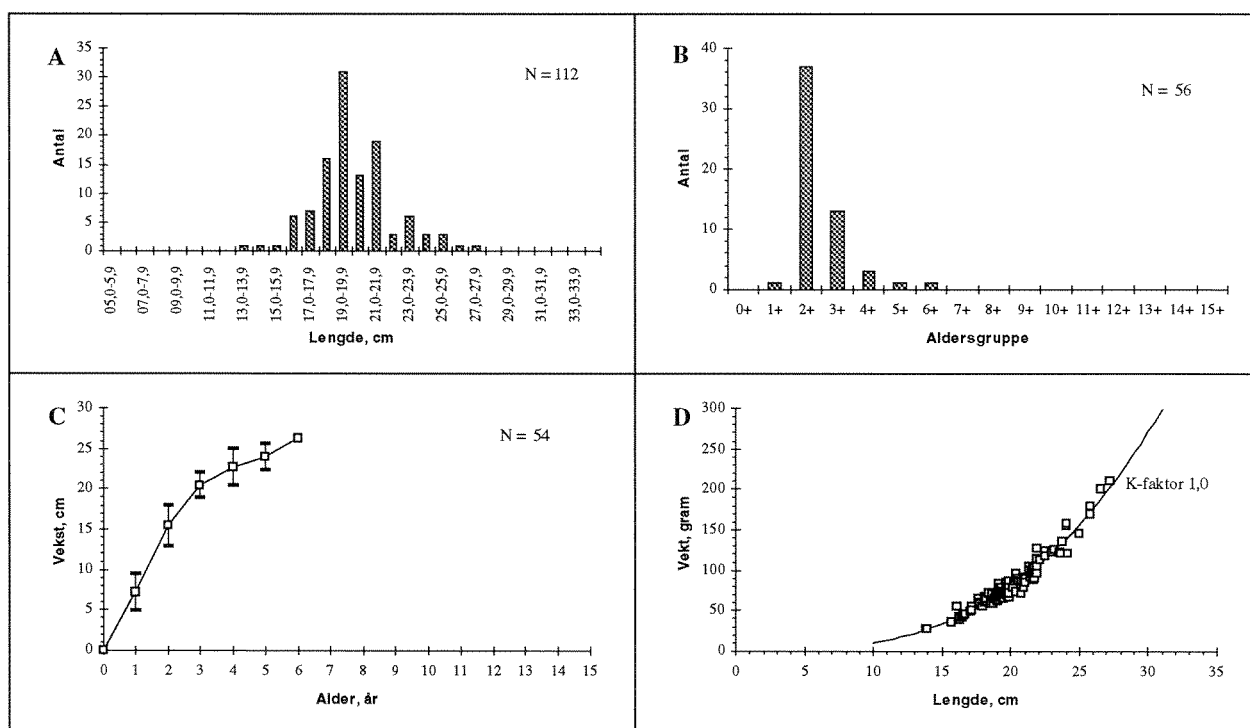 A
N = 112
Antal
35
30
25
20
15
10
5
0
05,0-5,9
07,0-7,9
09,0-9,9
11,0-11,9
13,0-13,9
15,0-15,9
17,0-17,9
19,0-19,9
21,0-21,9
23,0-23,9
25,0-25,9
27,0-27,9
29,0-29,9
31,0-31,9
33,0-33,9
Lengde, cm
B
N = 56
Antal
40
30
20
10
0
0+ 1+ 2+ 3+ 4+ 5+ 6+ 7+ 8+ 9+ 10+ 11+ 12+ 13+ 14+ 15+
Aldersgruppe
C
N = 54
Vekst, cm
30
25
20
15
10
5
0
0 1 2 3 4 5 6 7 8 9 10 11 12 13 14 15
Alder, år
D
K-faktor 1,0
Vekt, gram
300
250
200
150
100
50
0
0 5 10 15 20 25 30 35
Lengde, cm